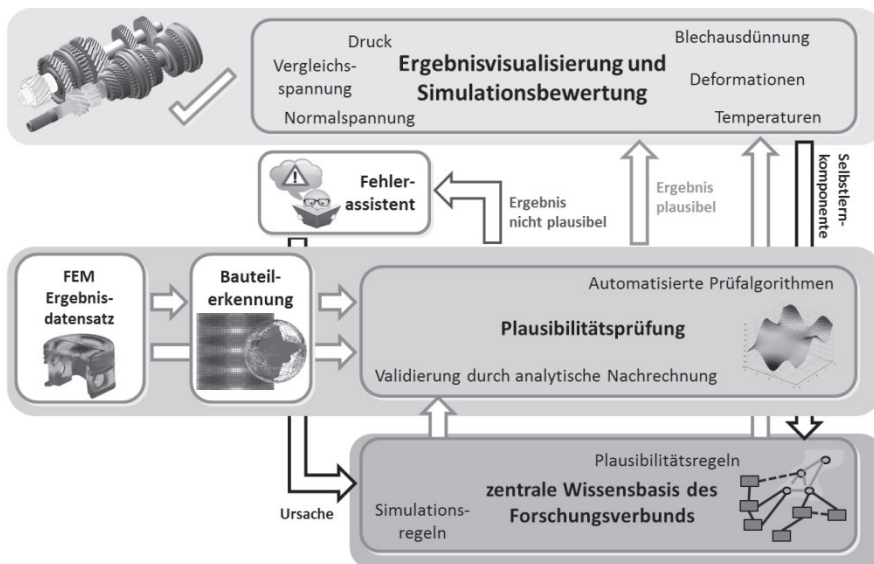 Druck
Blechausdünnung
Vergleichs-
spannung
Ergebnisvisualisierung und
Simulationsbewertung
Deformationen
Normalspannung
Temperaturen
Fehler-
assistent
Ergebnis
nicht plausibel
Ergebnis
plausibel
Selbstlern-
komponente
FEM
Ergebnis-
datensatz
Bauteil-
erkennung
Automatisierte Prüfalgorithmen
Plausibilitätsprüfung
Validierung durch analytische Nachrechnung
Ursache
Plausibilitätsregeln
zentrale Wissensbasis des
Forschungsverbunds
Simulations-
regeln